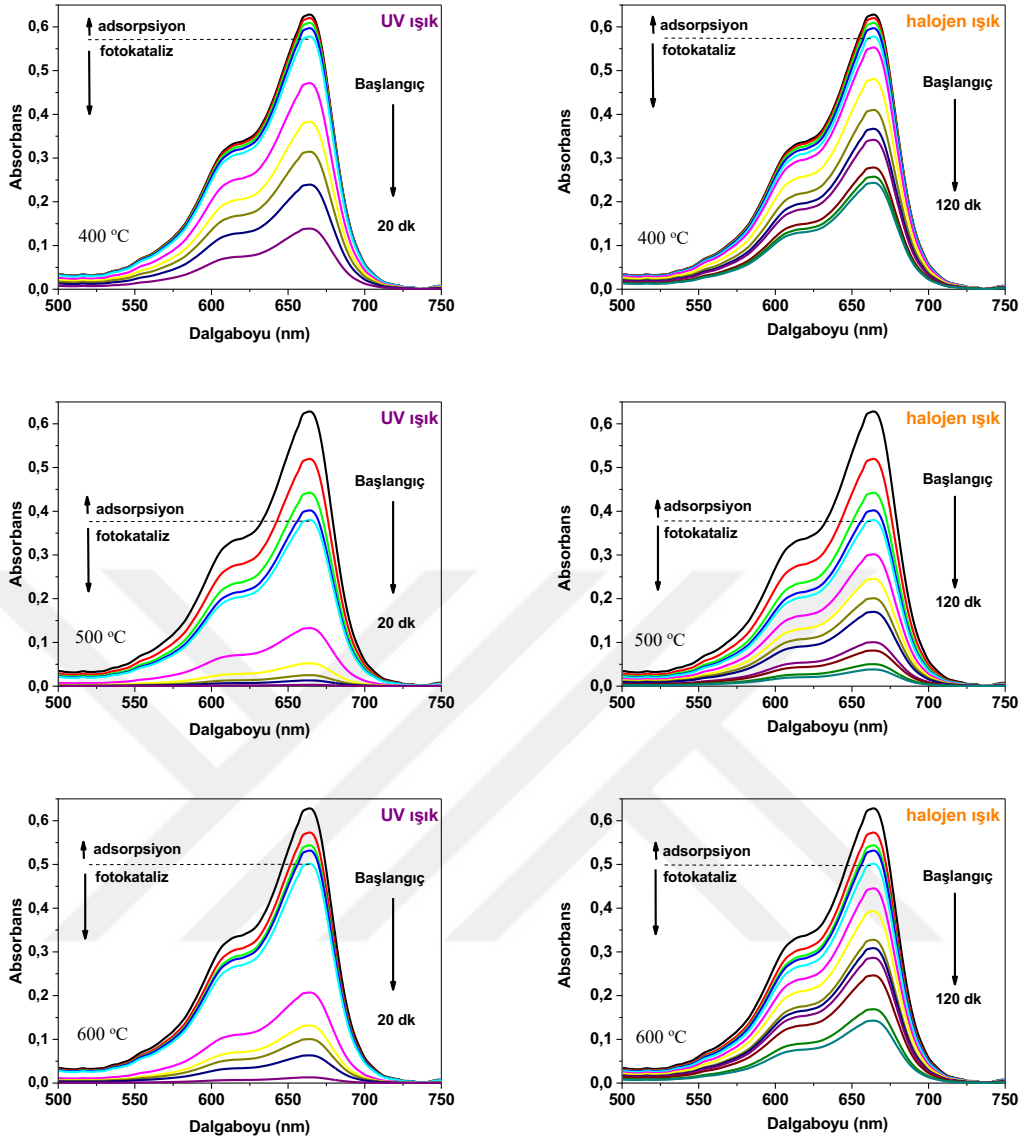 UV ışık
adsorpsiyon
fotokataliz
Başlangıç
20 dk
400 ºC
Absorbans
0,6
0,5
0,4
0,3
0,2
0,1
0,0
500 550 600 650 700 750
Dalgaboyu (nm)
halojen ışık
adsorpsiyon
fotokataliz
Başlangıç
120 dk
400 ºC
Absorbans
0,6
0,5
0,4
0,3
0,2
0,1
0,0
500 550 600 650 700 750
Dalgaboyu (nm)
UV ışık
Başlangıç
adsorpsiyon
fotokataliz
20 dk
500 ºC
Absorbans
0,6
0,5
0,4
0,3
0,2
0,1
0,0
500 550 600 650 700 750
Dalgaboyu (nm)
halojen ışık
Başlangıç
adsorpsiyon
fotokataliz
120 dk
500 ºC
Absorbans
0,6
0,5
0,4
0,3
0,2
0,1
0,0
500 550 600 650 700 750
Dalgaboyu (nm)
UV ışık
adsorpsiyon
fotokataliz
Başlangıç
20 dk
600 ºC
Absorbans
0,6
0,5
0,4
0,3
0,2
0,1
0,0
500 550 600 650 700 750
Dalgaboyu (nm)
halojen ışık
adsorpsiyon
fotokataliz
Başlangıç
120 dk
600 ºC
Absorbans
0,6
0,5
0,4
0,3
0,2
0,1
0,0
500 550 600 650 700 750
Dalgaboyu (nm)